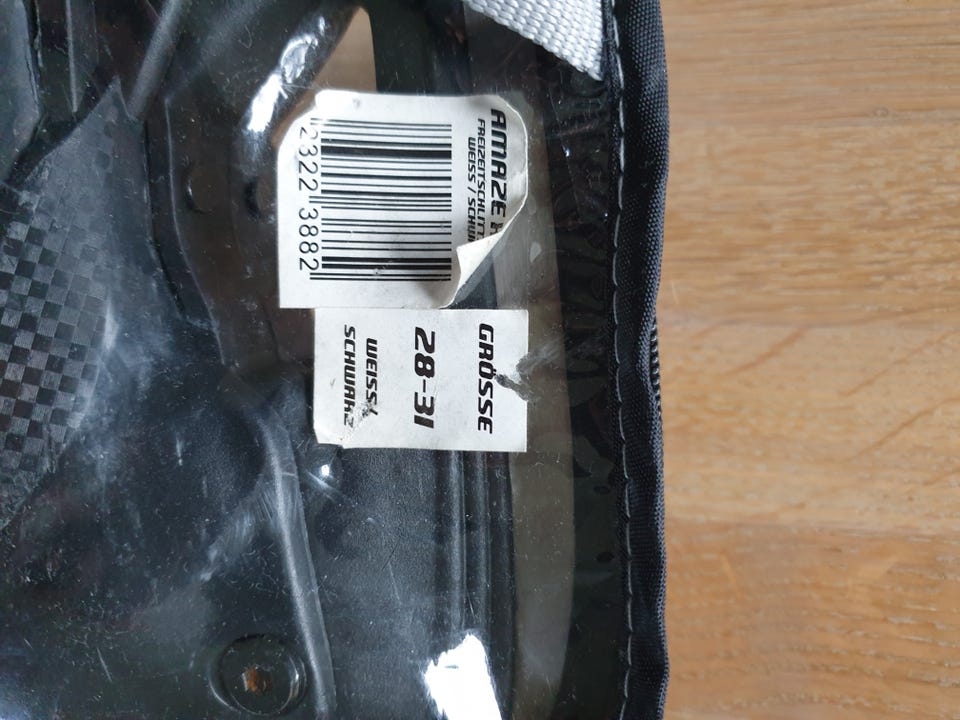 AMAZE
FREIZEITSCHLITT
WEISS / SCHW
2322 3882
GRÖSSE
28-31
WEISS/
SCHWARZ